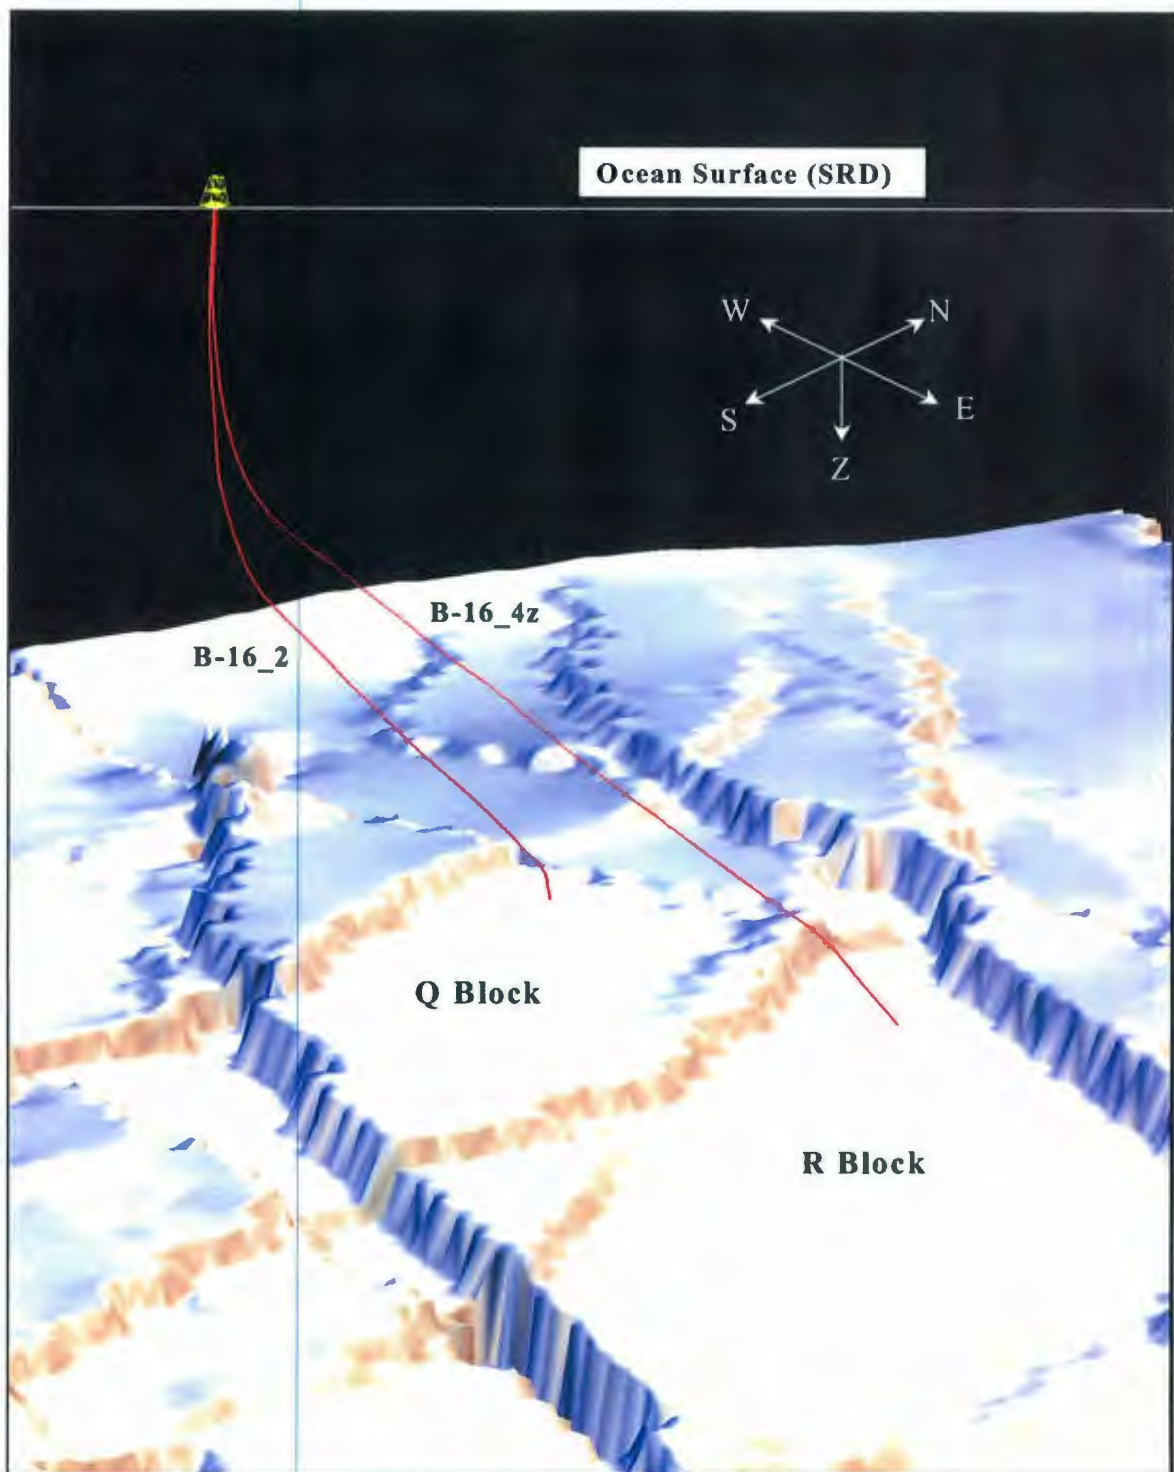 Ocean Surface (SRD)
W
N
S
E
Z
B-16_4z
B-16_2
Q Block
R Block